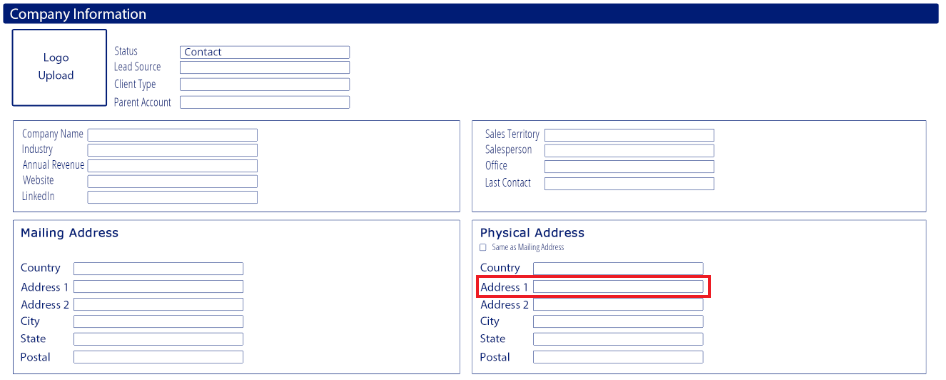 Company Information
Logo
Upload
Status Contact
Lead Source
Client Type
Parent Account
Company Name
Industry
Annual Revenue
Website
LinkedIn
Sales Territory
Salesperson
Office
Last Contact
Mailing Address
Country
Address 1
Address 2
City
State
Postal
Physical Address
Same as Mailing Address
Country
Address 1
Address 2
City
State
Postal